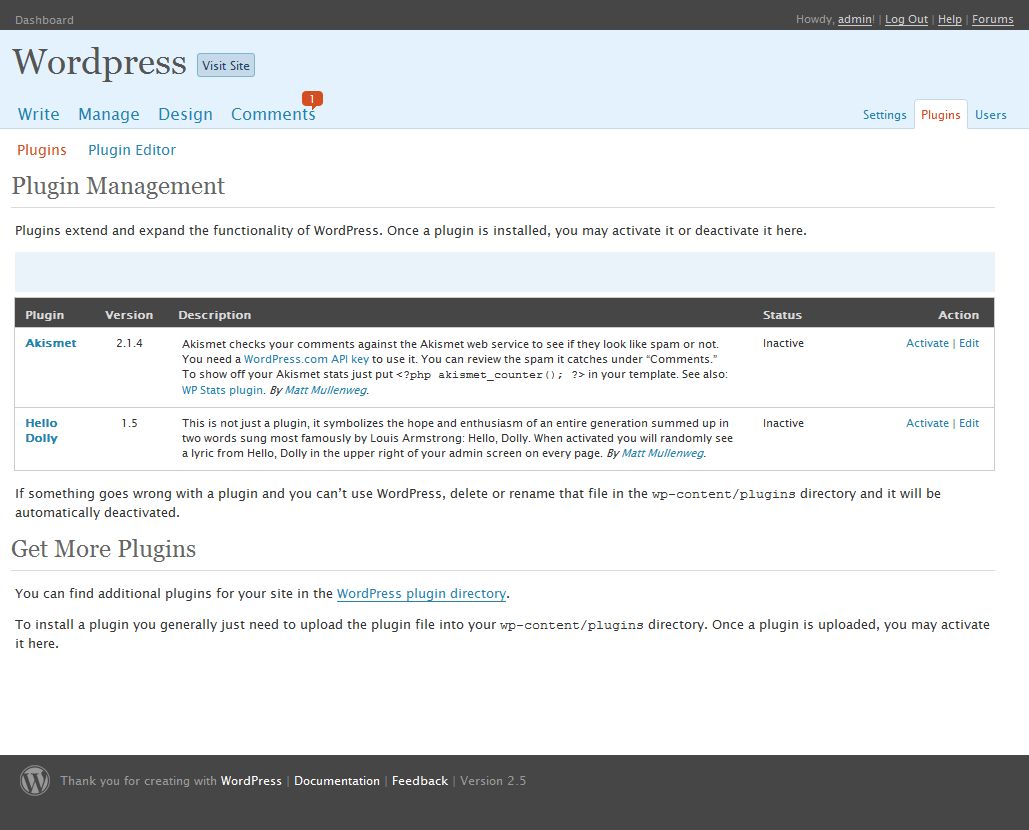 Dashboard
Howdy, admin! | Log Out | Help | Forums
Wordpress Visit Site
Write Manage Design Comments 1
Settings Plugins Users
Plugins Plugin Editor
Plugin Management
Plugins extend and expand the functionality of WordPress. Once a plugin is installed, you may activate it or deactivate it here.
Plugin Version Description Status Action
Akismet 2.1.4 Akismet checks your comments against the Akismet web service to see if they look like spam or not. Inactive Activate | Edit
You need a WordPress.com API key to use it. You can review the spam it catches under “Comments.”
To show off your Akismet stats just put <?php akismet_counter(); ?> in your template. See also:
WP Stats plugin. By Matt Mullenweg.
Hello 1.5 This is not just a plugin, it symbolizes the hope and enthusiasm of an entire generation summed up in Inactive Activate | Edit
Dolly two words sung most famously by Louis Armstrong: Hello, Dolly. When activated you will randomly see
a lyric from Hello, Dolly in the upper right of your admin screen on every page. By Matt Mullenweg.
If something goes wrong with a plugin and you can’t use WordPress, delete or rename that file in the wp-content/plugins directory and it will be
automatically deactivated.
Get More Plugins
You can find additional plugins for your site in the WordPress plugin directory.
To install a plugin you generally just need to upload the plugin file into your wp-content/plugins directory. Once a plugin is uploaded, you may activate
it here.
Thank you for creating with WordPress | Documentation | Feedback | Version 2.5